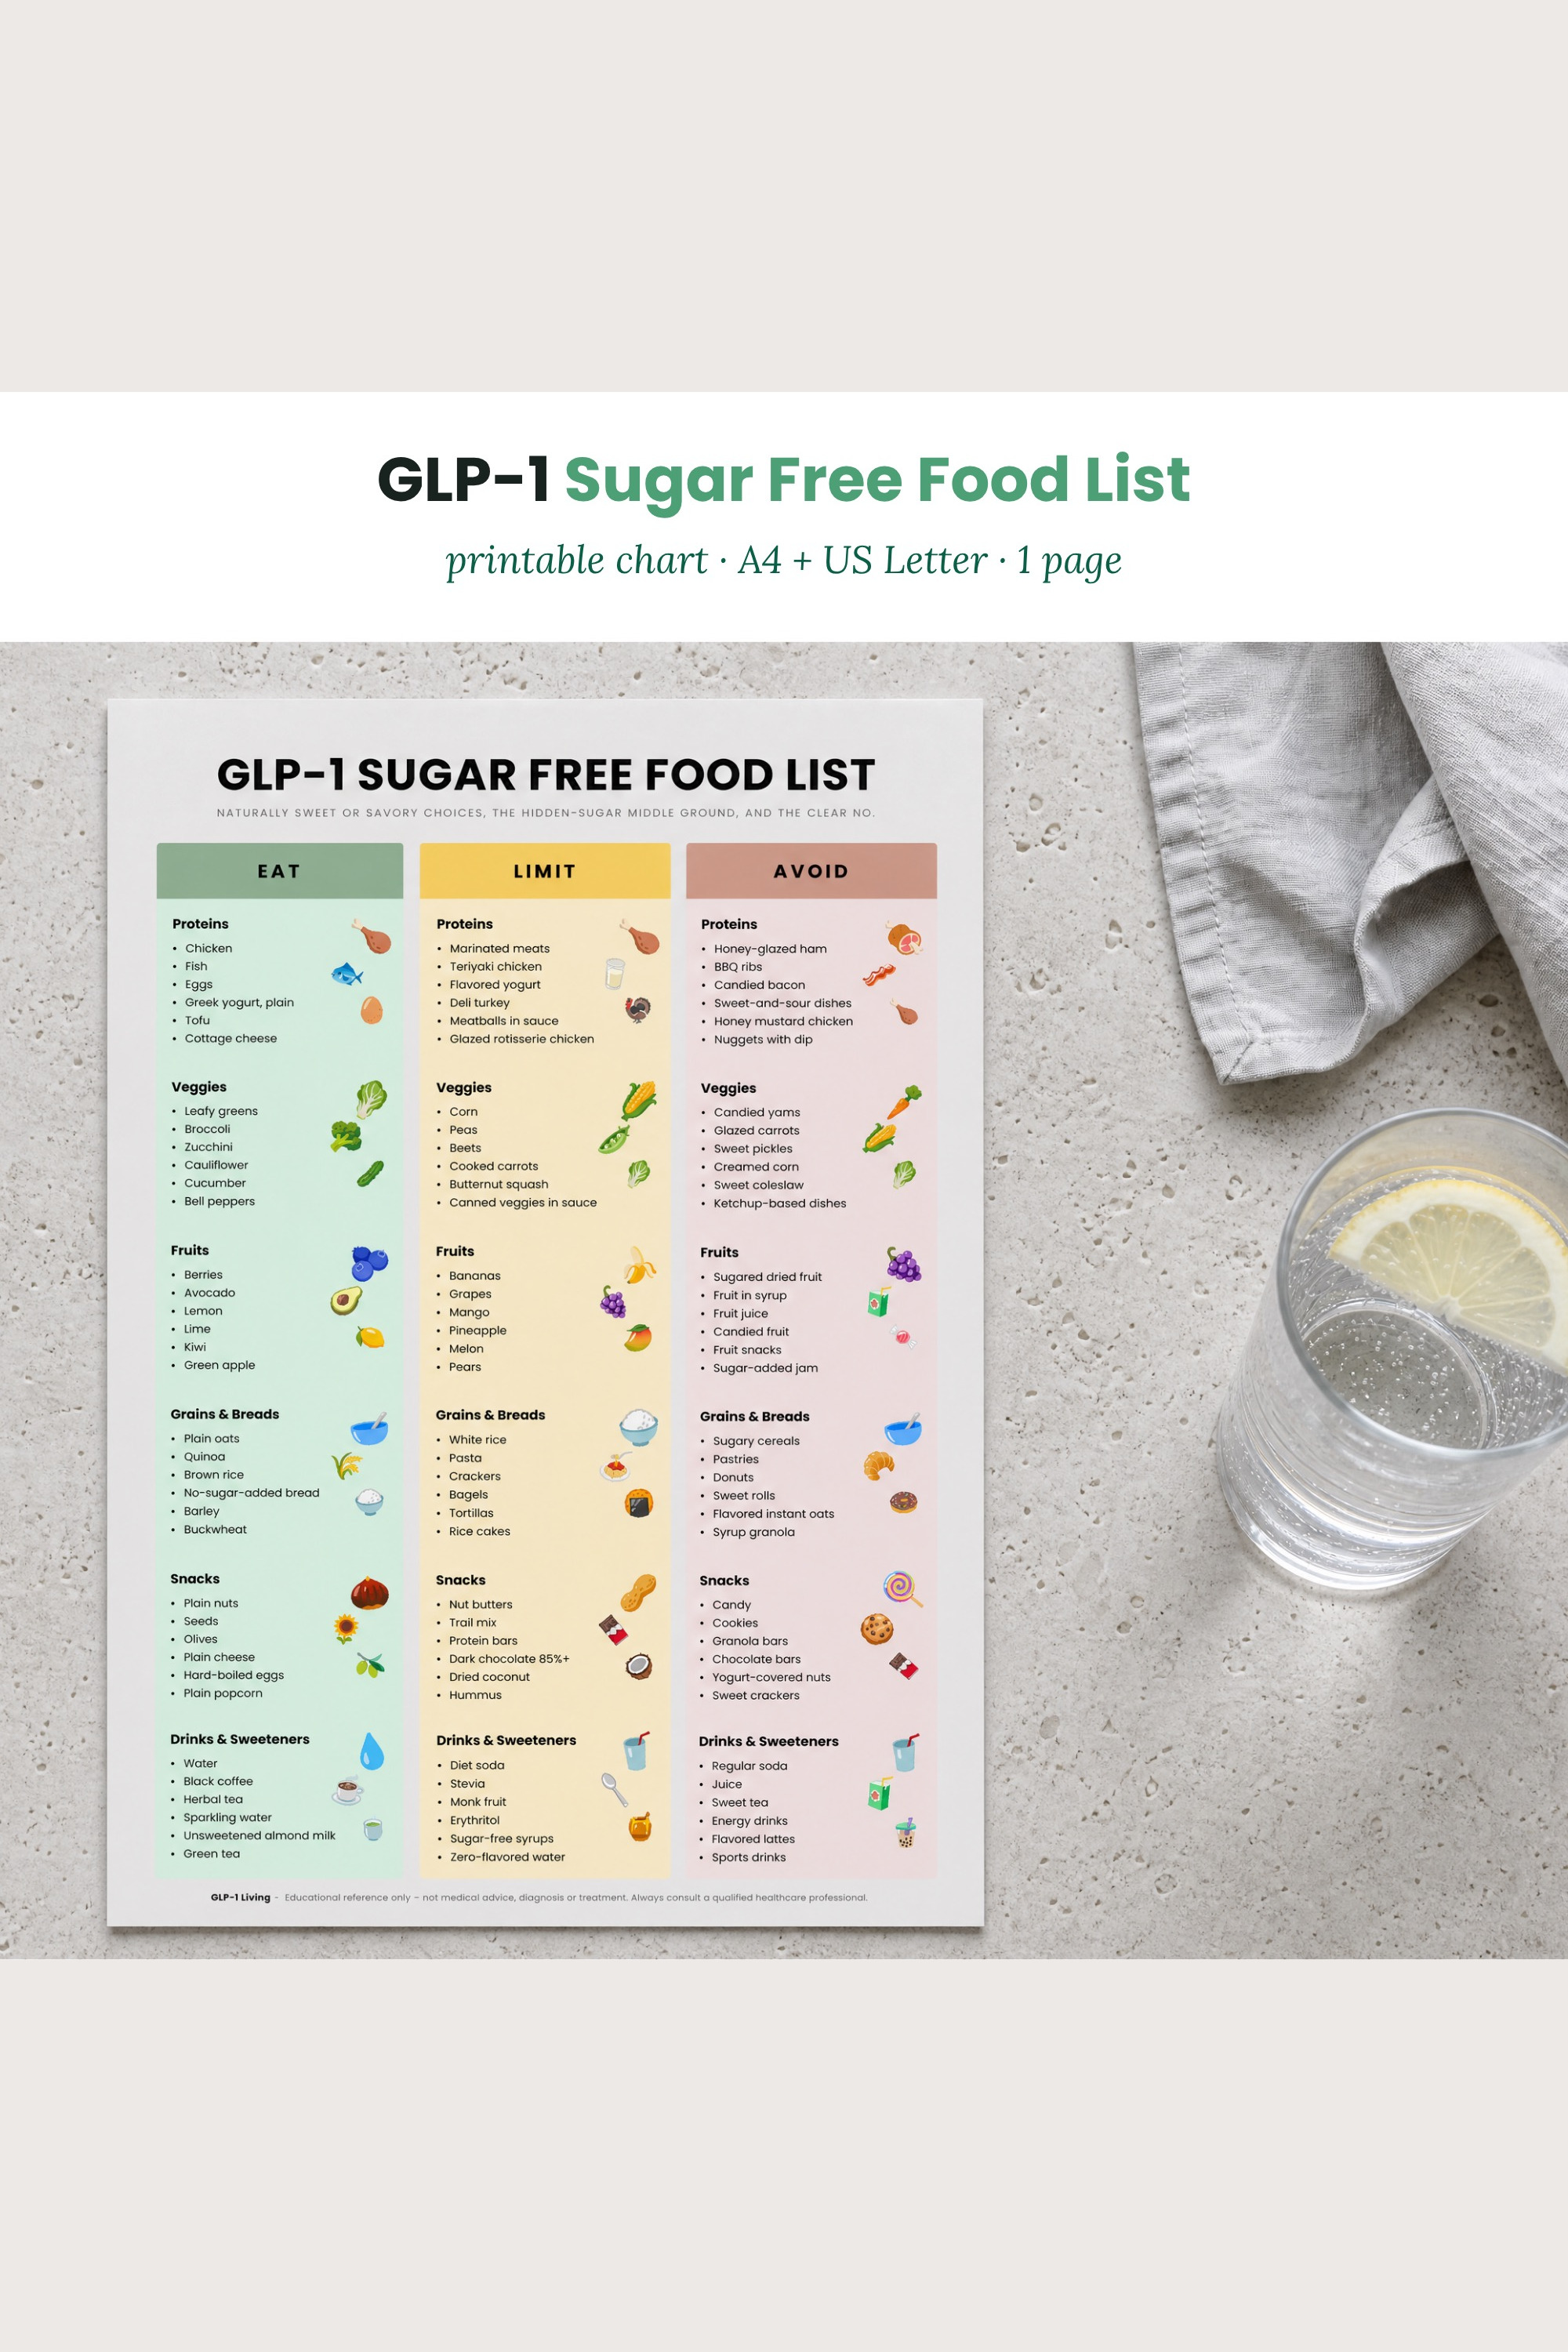 GLP-1 Sugar Free Food List
printable chart · A4 + US Letter · 1 page
GLP-1 SUGAR FREE FOOD LIST
NATURALLY SWEET OR SAVORY CHOICES, THE HIDDEN-SUGAR MIDDLE GROUND, AND THE CLEAR NO.
EAT
Proteins
• Chicken
• Fish
• Eggs
• Greek yogurt, plain
• Tofu
• Cottage cheese
Veggies
• Leafy greens
• Broccoli
• Zucchini
• Cauliflower
• Cucumber
• Bell peppers
Fruits
• Berries
• Avocado
• Lemon
• Lime
• Kiwi
• Green apple
Grains & Breads
• Plain oats
• Quinoa
• Brown rice
• No-sugar-added bread
• Barley
• Buckwheat
Snacks
• Plain nuts
• Seeds
• Olives
• Plain cheese
• Hard-boiled eggs
• Plain popcorn
Drinks & Sweeteners
• Water
• Black coffee
• Herbal tea
• Sparkling water
• Unsweetened almond milk
• Green tea
LIMIT
Proteins
• Marinated meats
• Teriyaki chicken
• Flavored yogurt
• Deli turkey
• Meatballs in sauce
• Glazed rotisserie chicken
Veggies
• Corn
• Peas
• Beets
• Cooked carrots
• Butternut squash
• Canned veggies in sauce
Fruits
• Bananas
• Grapes
• Mango
• Pineapple
• Melon
• Pears
Grains & Breads
• White rice
• Pasta
• Crackers
• Bagels
• Tortillas
• Rice cakes
Snacks
• Nut butters
• Trail mix
• Protein bars
• Dark chocolate 85%+
• Dried coconut
• Hummus
Drinks & Sweeteners
• Diet soda
• Stevia
• Monk fruit
• Erythritol
• Sugar-free syrups
• Zero-flavored water
AVOID
Proteins
• Honey-glazed ham
• BBQ ribs
• Candied bacon
• Sweet-and-sour dishes
• Honey mustard chicken
• Nuggets with dip
Veggies
• Candied yams
• Glazed carrots
• Sweet pickles
• Creamed corn
• Sweet coleslaw
• Ketchup-based dishes
Fruits
• Sugared dried fruit
• Fruit in syrup
• Fruit juice
• Candied fruit
• Fruit snacks
• Sugar-added jam
Grains & Breads
• Sugary cereals
• Pastries
• Donuts
• Sweet rolls
• Flavored instant oats
• Syrup granola
Snacks
• Candy
• Cookies
• Granola bars
• Chocolate bars
• Yogurt-covered nuts
• Sweet crackers
Drinks & Sweeteners
• Regular soda
• Juice
• Sweet tea
• Energy drinks
• Flavored lattes
• Sports drinks
GLP-1 Living - Educational reference only – not medical advice, diagnosis or treatment. Always consult a qualified healthcare professional.